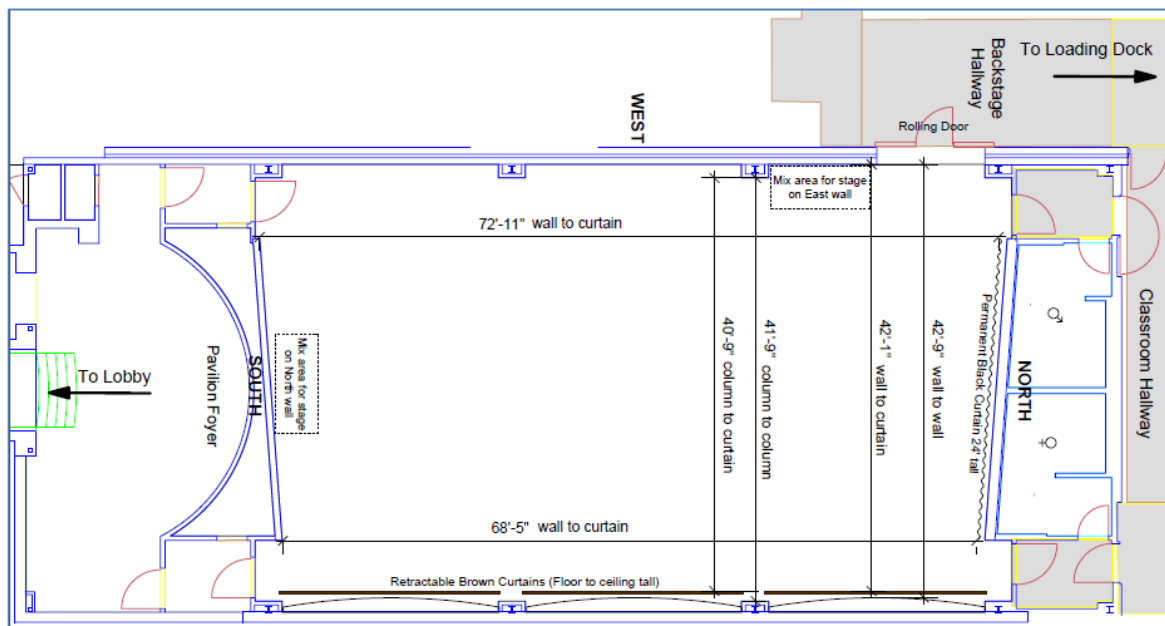 To Loading Dock
Backstage
Hallway
WEST
Rolling Door
Mix area for stage
on East wall
72'-11" wall to curtain
Permanent Black Curtain 24' tall
40'-9" column to curtain
41'-9" column to column
42'-1" wall to curtain
42'-9" wall to wall
Classroom Hallway
To Lobby
Pavilion Foyer
SOUTH
Mix area for stage
on North wall
NORTH
68'-5" wall to curtain
Retractable Brown Curtains (Floor to ceiling tall)